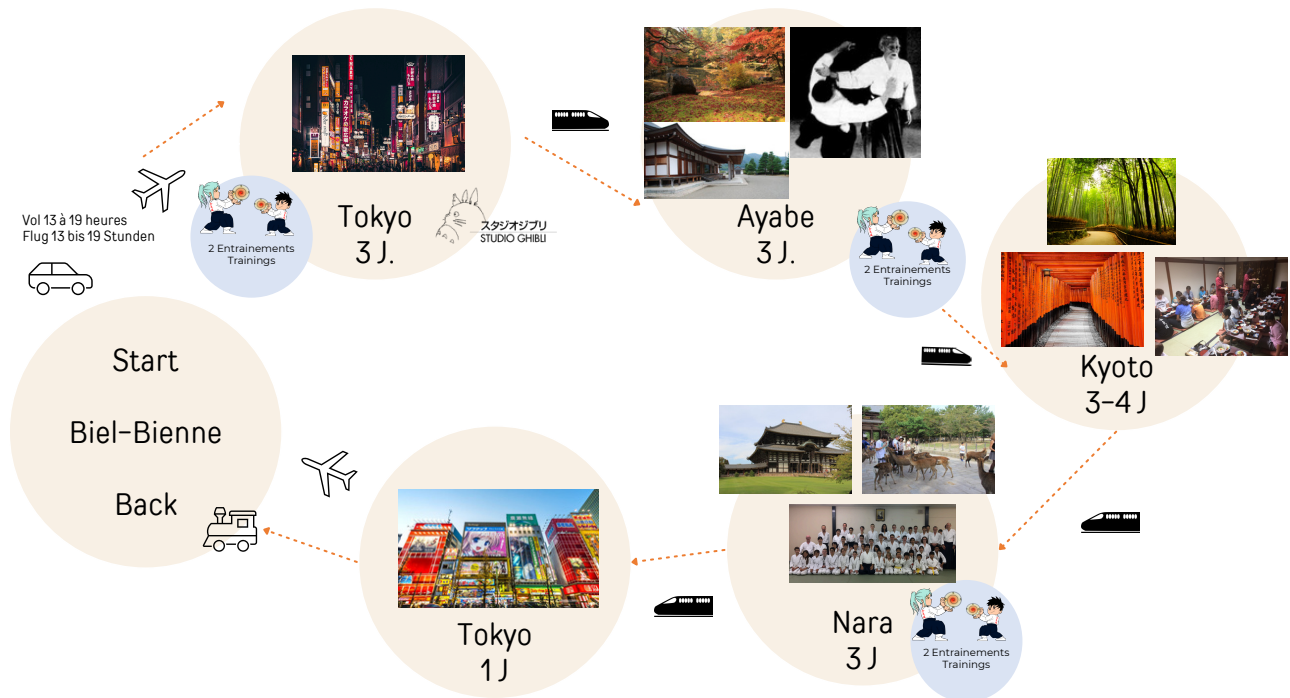 Vol 13 à 19 heures
Flug 13 bis 19 Stunden
Start
Biel-Bienne
Back
Tokyo
3 J.
2 Entrainements
Trainings
スタジオジブリ
STUDIO GHIBLI
Ayabe
3 J.
2 Entrainements
Trainings
Kyoto
3-4 J
Nara
3 J
2 Entrainements
Trainings
Tokyo
1 J